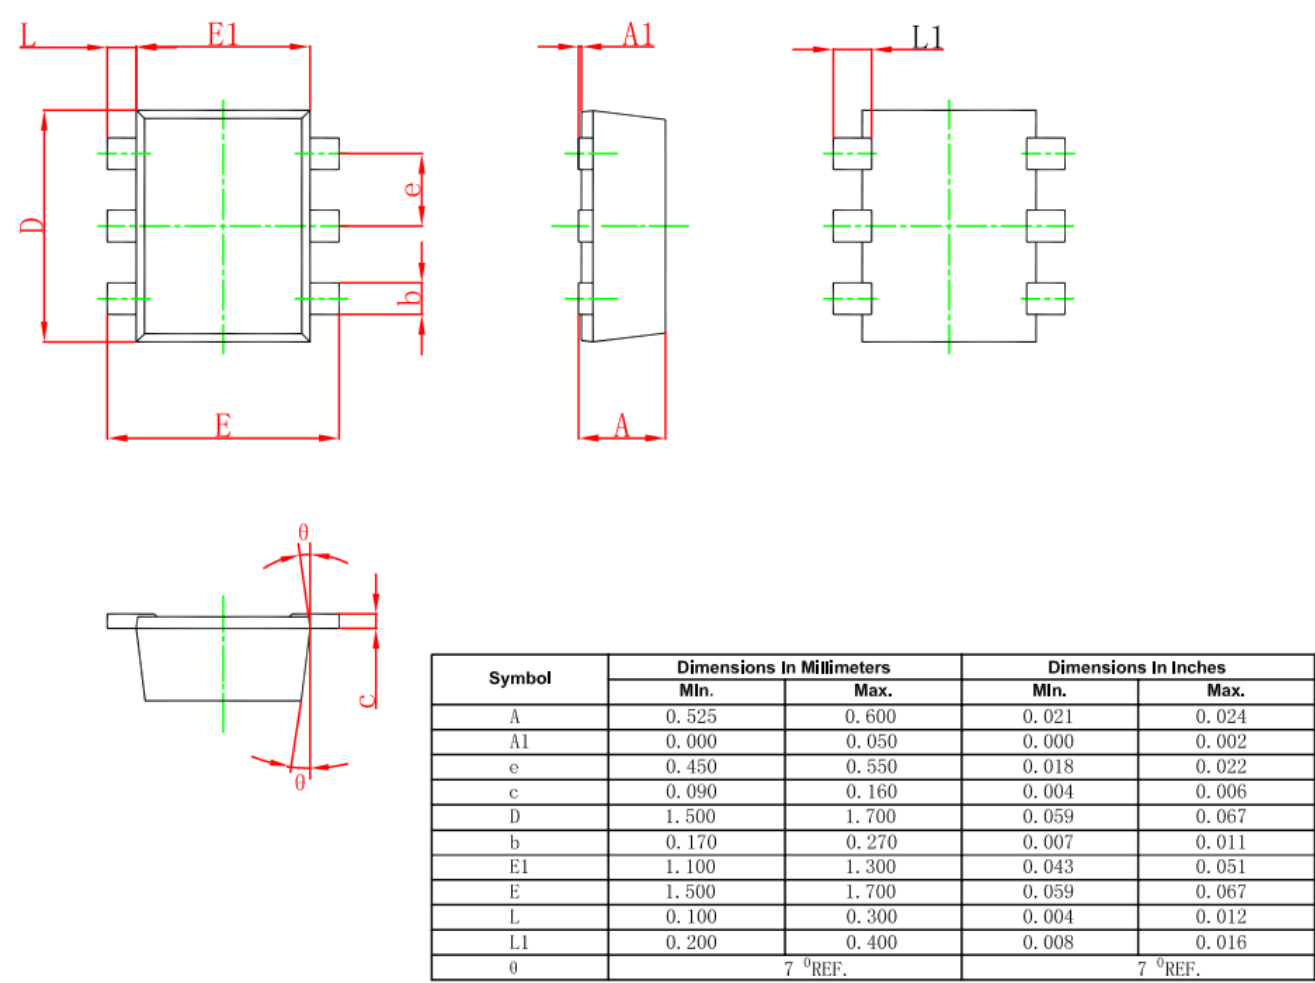 L E1 A1 L1
e
D
b
E A
θ
c
θ
Symbol Dimensions In Millimeters Dimensions In Inches
Min. Max. Min. Max.
A 0.525 0.600 0.021 0.024
A1 0.000 0.050 0.000 0.002
e 0.450 0.550 0.018 0.022
c 0.090 0.160 0.004 0.006
D 1.500 1.700 0.059 0.067
b 0.170 0.270 0.007 0.011
E1 1.100 1.300 0.043 0.051
E 1.500 1.700 0.059 0.067
L 0.100 0.300 0.004 0.012
L1 0.200 0.400 0.008 0.016
θ 7 ⁰REF. 7 ⁰REF.